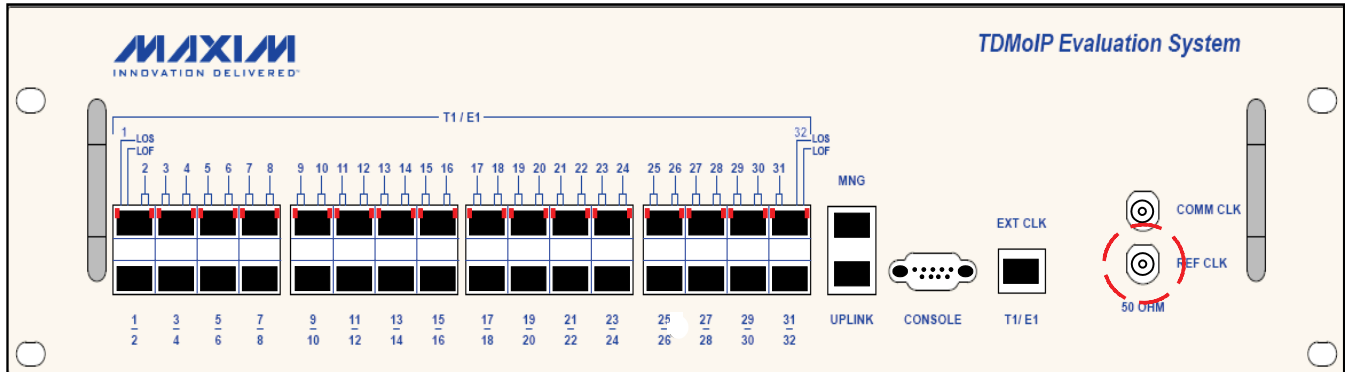 MAXIM
INNOVATION DELIVERED™
TDMoIP Evaluation System
T1 / E1
1 LOS
LOF
2 3 4 5 6 7 8 9 10 11 12 13 14 15 16 17 18 19 20 21 22 23 24 25 26 27 28 29 30 31
32 LOS
LOF
MNG
EXT CLK
COMM CLK
REF CLK
50 OHM
UPLINK
CONSOLE
T1/ E1
1 3 5 7 9 11 13 15 17 19 21 23 25 27 29 31
2 4 6 8 10 12 14 16 18 20 22 24 26 28 30 32